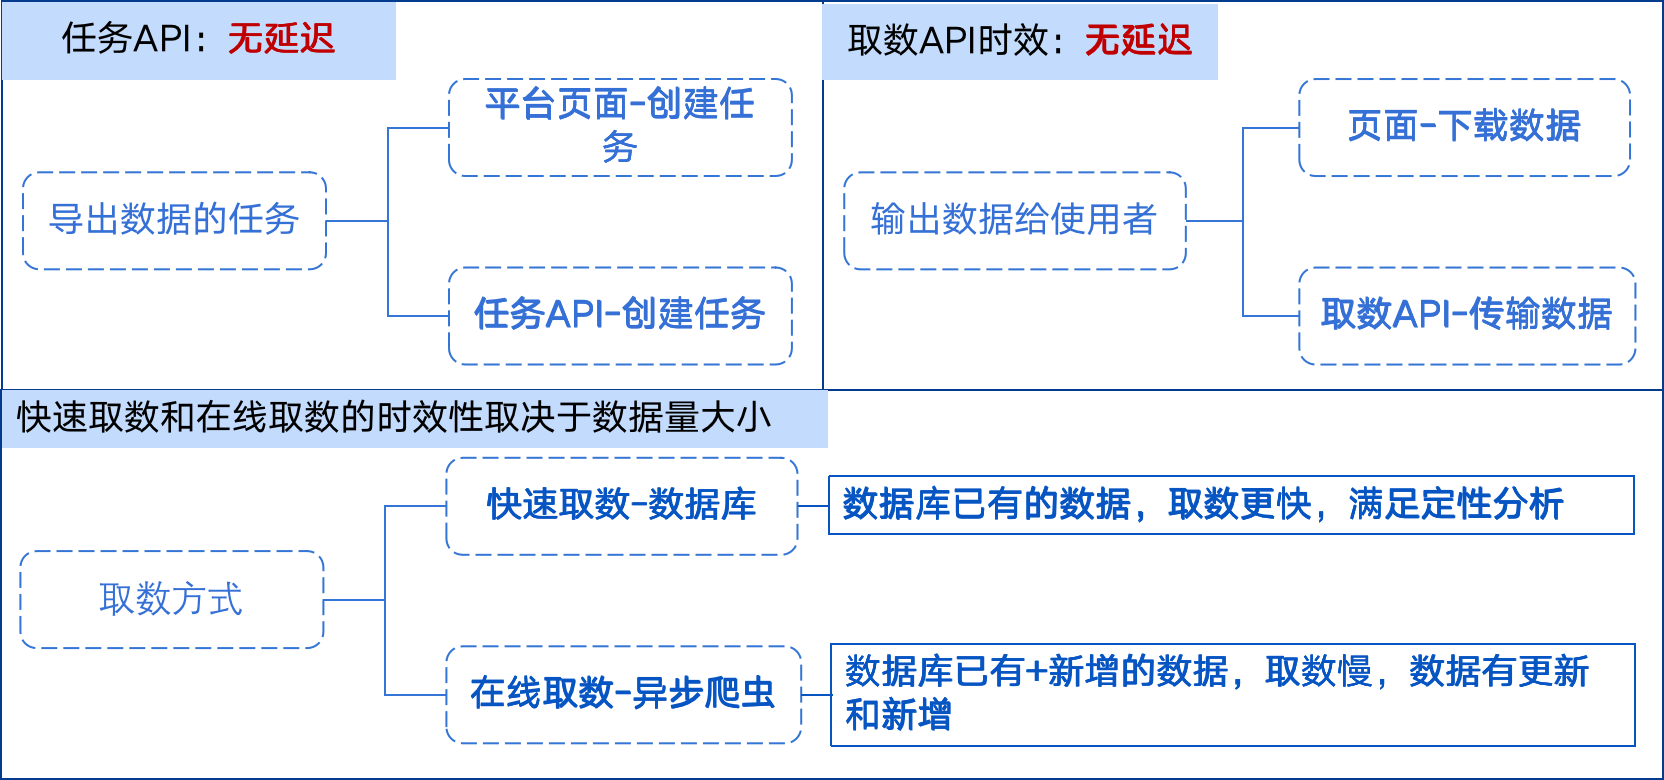 任务API：无延迟
平台页面-创建任
务
导出数据的任务
任务API-创建任务
取数API时效：无延迟
页面-下载数据
输出数据给使用者
取数API-传输数据
快速取数和在线取数的时效性取决于数据量大小
快速取数-数据库
数据库已有的数据，取数更快，满足定性分析
取数方式
在线取数-异步爬虫
数据库已有+新增的数据，取数慢，数据有更新
和新增